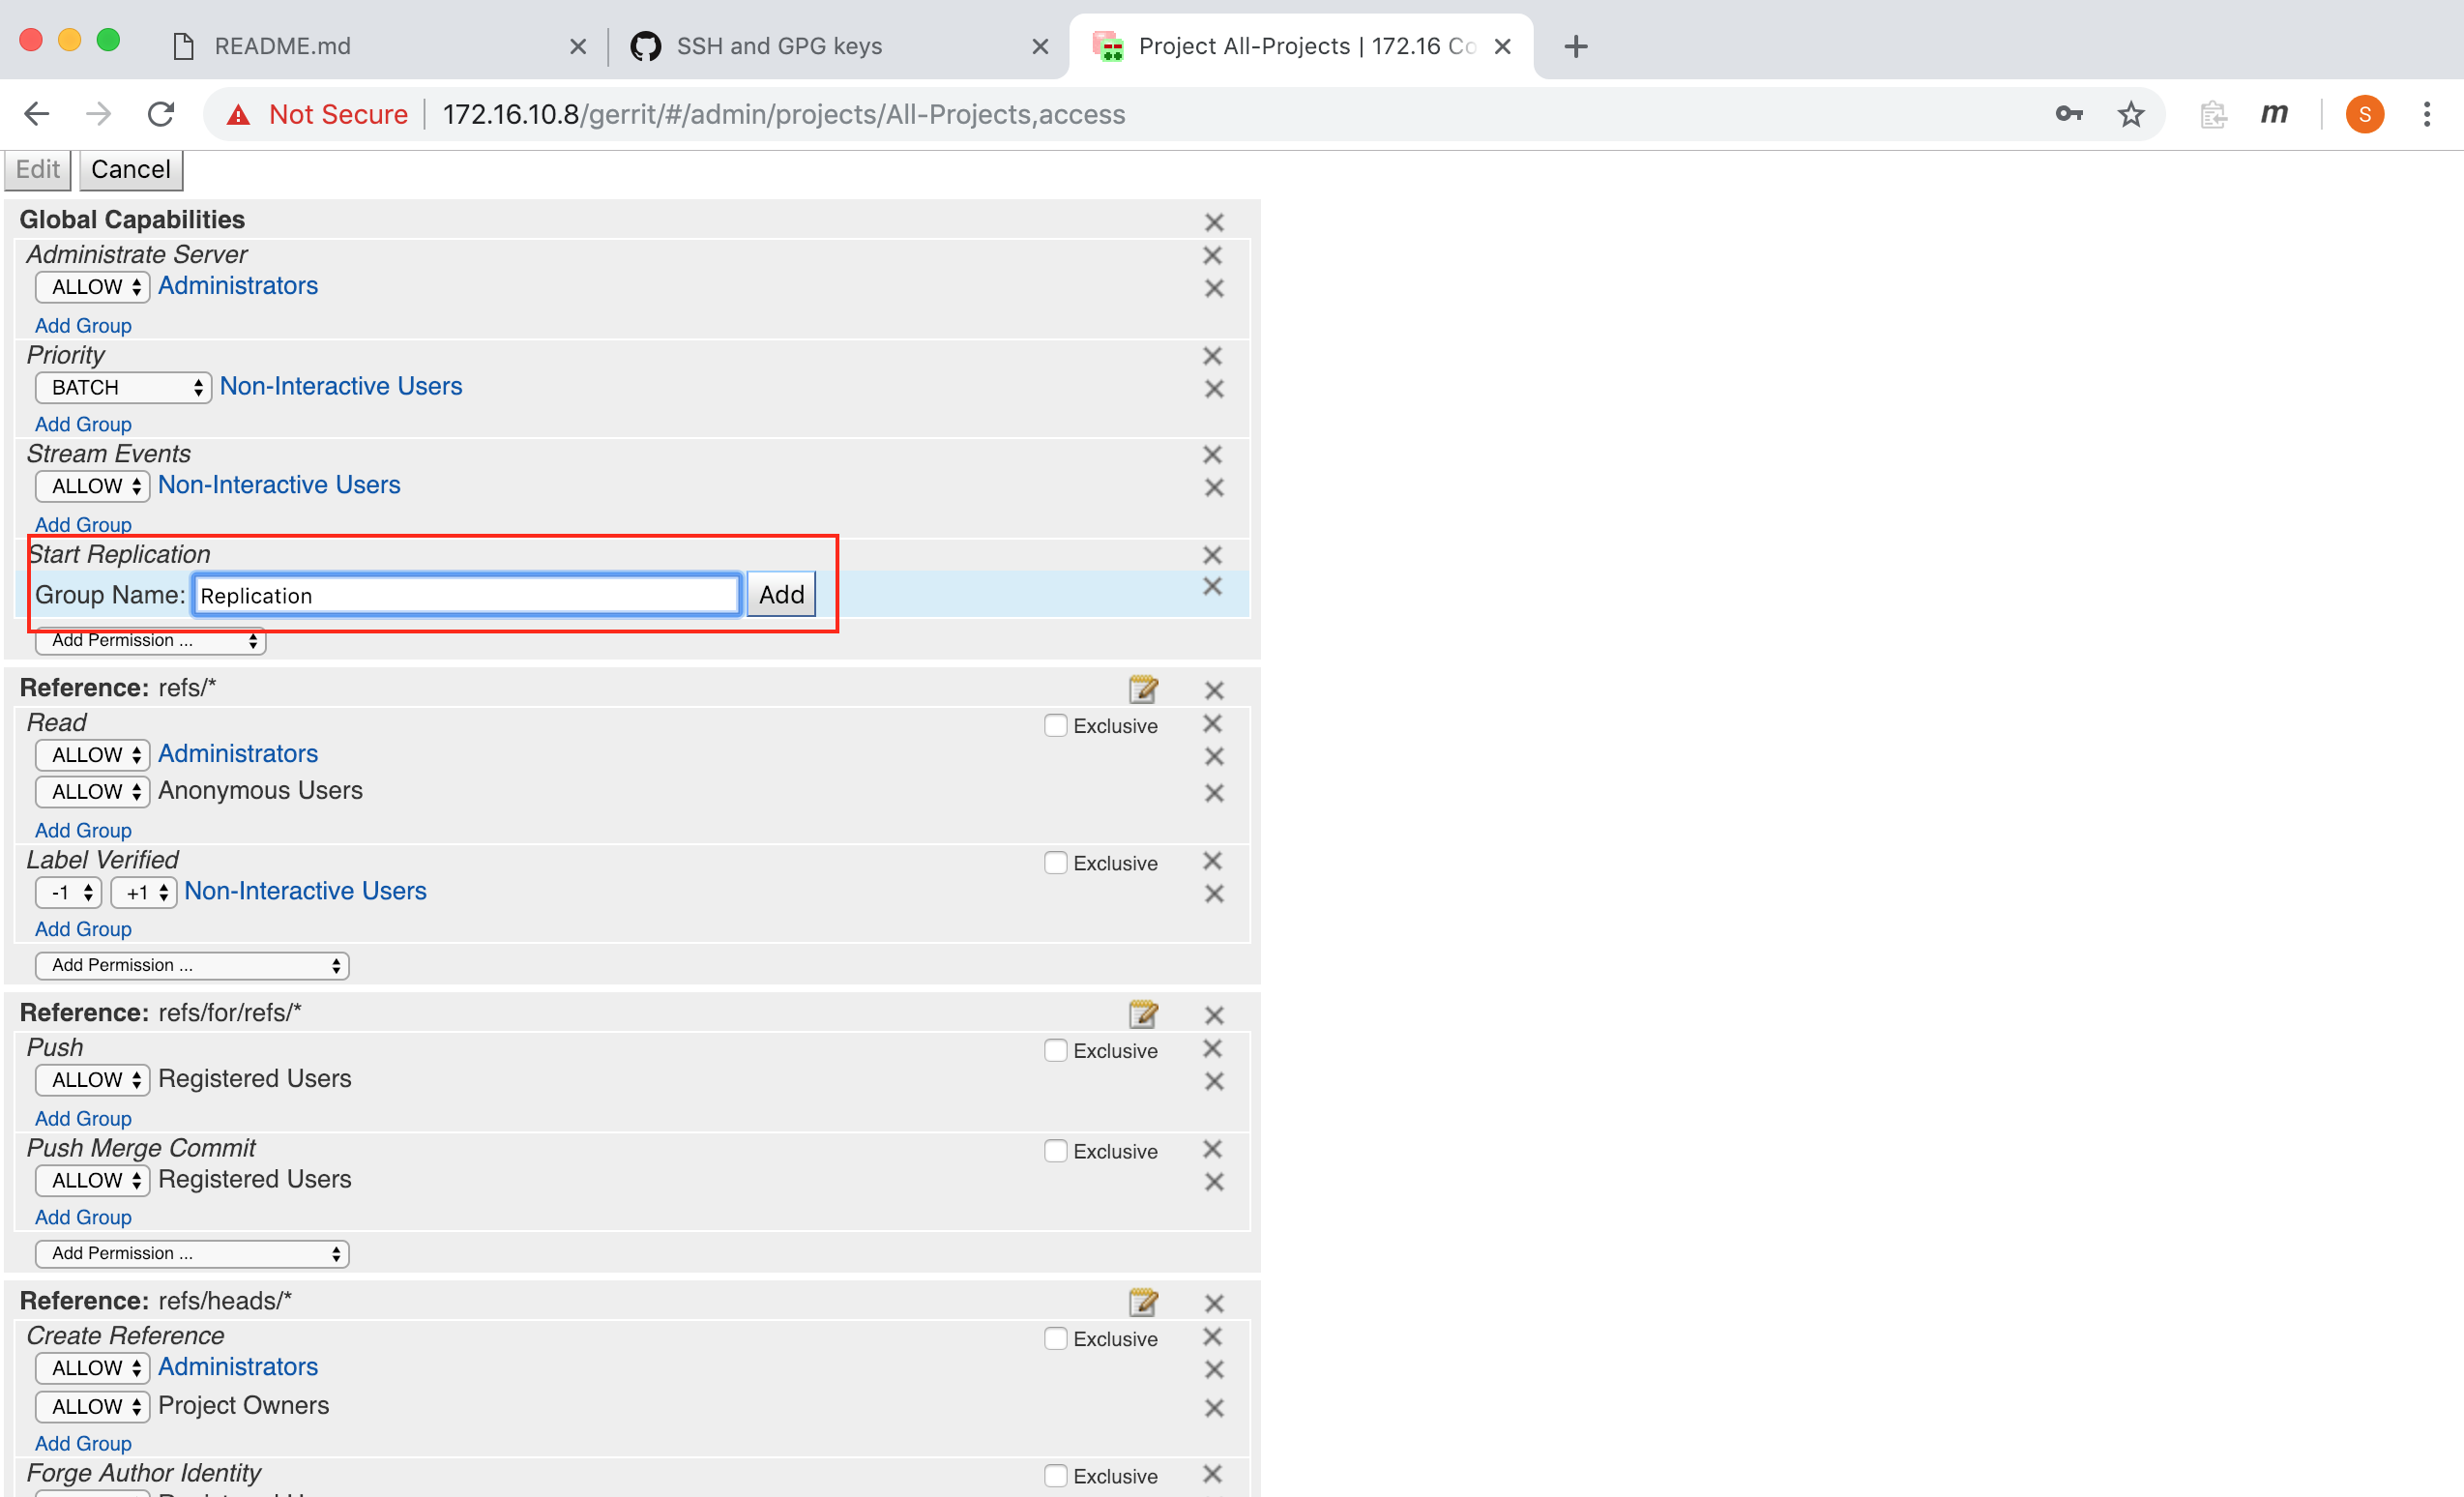 README.md
SSH and GPG keys
Project All-Projects | 172.16 Co
Not Secure
172.16.10.8/gerrit/#/admin/projects/All-Projects,access
m
S
Edit
Cancel
Global Capabilities
Administrate Server
ALLOW Administrators
Add Group
Priority
BATCH Non-Interactive Users
Add Group
Stream Events
ALLOW Non-Interactive Users
Add Group
Start Replication
Group Name: Replication Add
Add Permission ...
Reference: refs/*
Read Exclusive
ALLOW Administrators
ALLOW Anonymous Users
Add Group
Label Verified Exclusive
-1 +1 Non-Interactive Users
Add Group
Add Permission ...
Reference: refs/for/refs/*
Push Exclusive
ALLOW Registered Users
Add Group
Push Merge Commit Exclusive
ALLOW Registered Users
Add Group
Add Permission ...
Reference: refs/heads/*
Create Reference Exclusive
ALLOW Administrators
ALLOW Project Owners
Add Group
Forge Author Identity Exclusive